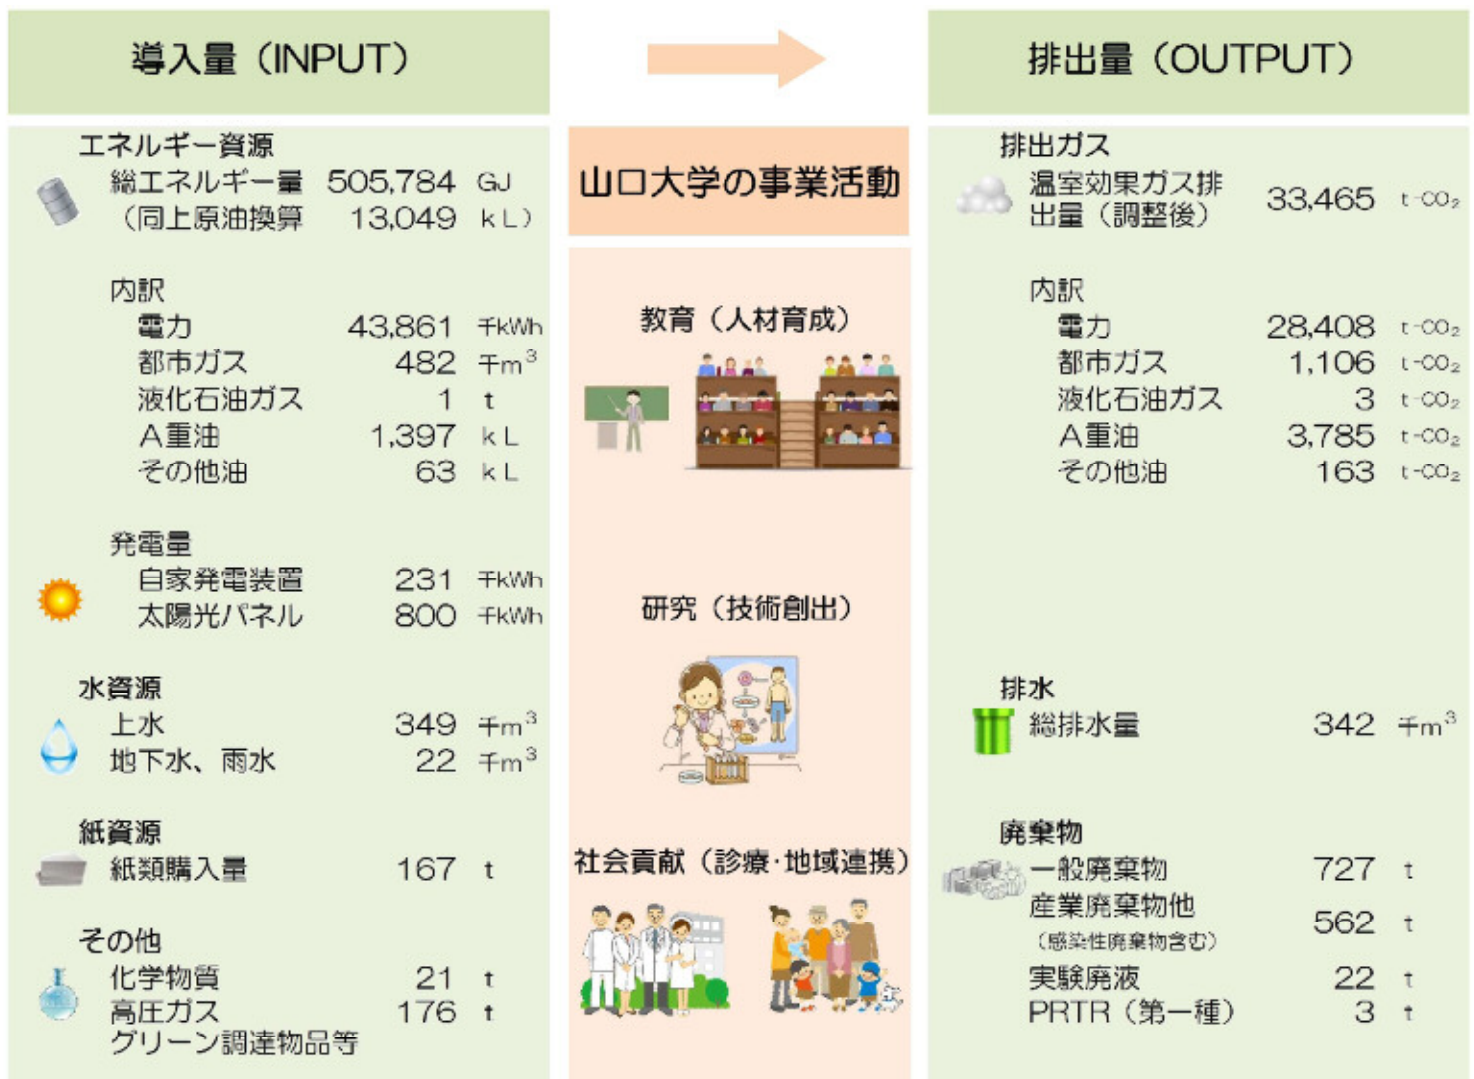 導入量（INPUT）
エネルギー資源
総エネルギー量 505,784 GJ
（同上原油換算 13,049 kL）
内訳
電力 43,861 千kWh
都市ガス 482 千m³
液化石油ガス 1 t
A重油 1,397 kL
その他油 63 kL
発電量
自家発電装置 231 千kWh
太陽光パネル 800 千kWh
水資源
上水 349 千m³
地下水、雨水 22 千m³
紙資源
紙類購入量 167 t
その他
化学物質 21 t
高圧ガス 176 t
グリーン調達物品等
山口大学の事業活動
教育（人材育成）
研究（技術創出）
社会貢献（診療・地域連携）
排出量（OUTPUT）
排出ガス
温室効果ガス排
出量（調整後） 33,465 t-CO₂
内訳
電力 28,408 t-CO₂
都市ガス 1,106 t-CO₂
液化石油ガス 3 t-CO₂
A重油 3,785 t-CO₂
その他油 163 t-CO₂
排水
総排水量 342 千m³
廃棄物
一般廃棄物 727 t
産業廃棄物他 562 t
（感染性廃棄物含む）
実験廃液 22 t
PRTR（第一種） 3 t